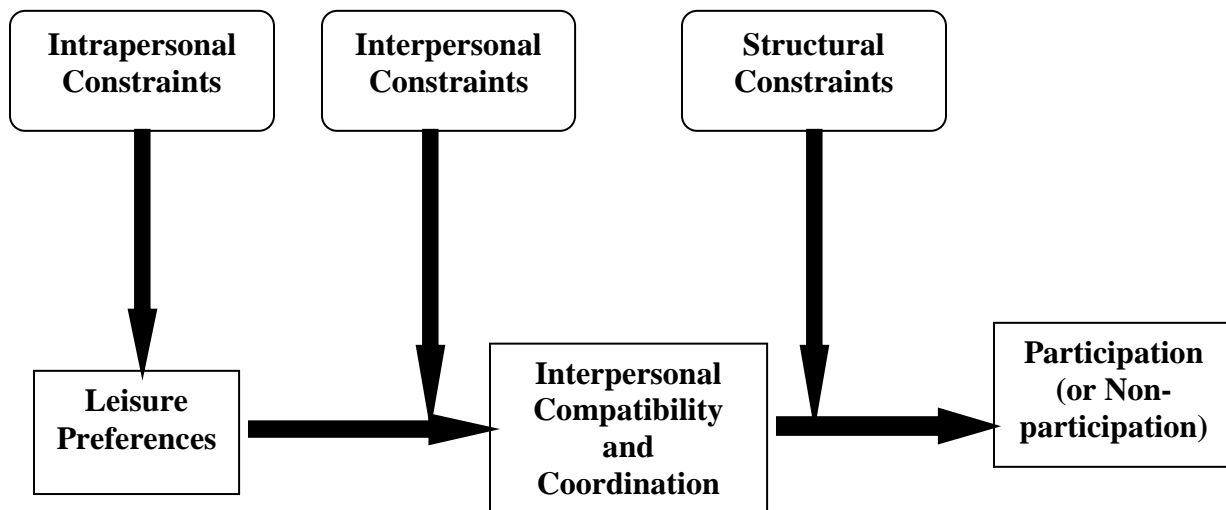 Intrapersonal
Constraints
Interpersonal
Constraints
Structural
Constraints
Leisure
Preferences
Interpersonal
Compatibility
and
Coordination
Participation
(or Non-
participation)